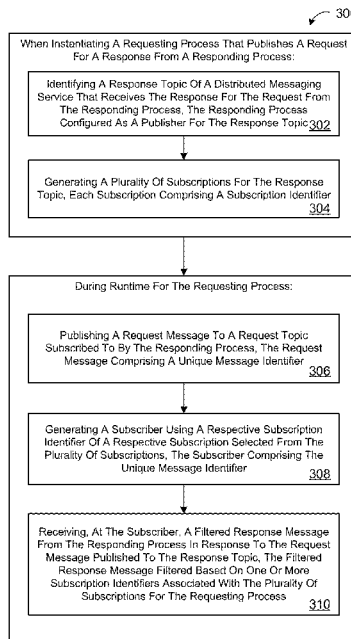 30
When Instantiating A Requesting Process That Publishes A Request
For A Response From A Responding Process:
Identifying A Response Topic Of A Distributed Messaging
Service That Receives The Response For The Request From
The Responding Process, The Responding Process
Configured As A Publisher For The Response Topic 302
Generating A Plurality Of Subscriptions For The Response
Topic, Each Subscription Comprising A Subscription Identifier
304
During Runtime For The Requesting Process:
Publishing A Request Message To A Request Topic
Subscribed To By The Responding Process, The Request
Message Comprising A Unique Message Identifier
306
Generating A Subscriber Using A Respective Subscription
Identifier Of A Respective Subscription Selected From The
Plurality Of Subscriptions, The Subscriber Comprising The
Unique Message Identifer
308
Receiving, At The Subscriber, A Filtered Response Message
From The Responding Process In Response To The Request
Message Published To The Response Topic, The Filtered
Response Message Filtered Based On One Or More
Subscription Identifiers Associated With The Plurality Of
Subscriptions For The Requesting Process
310